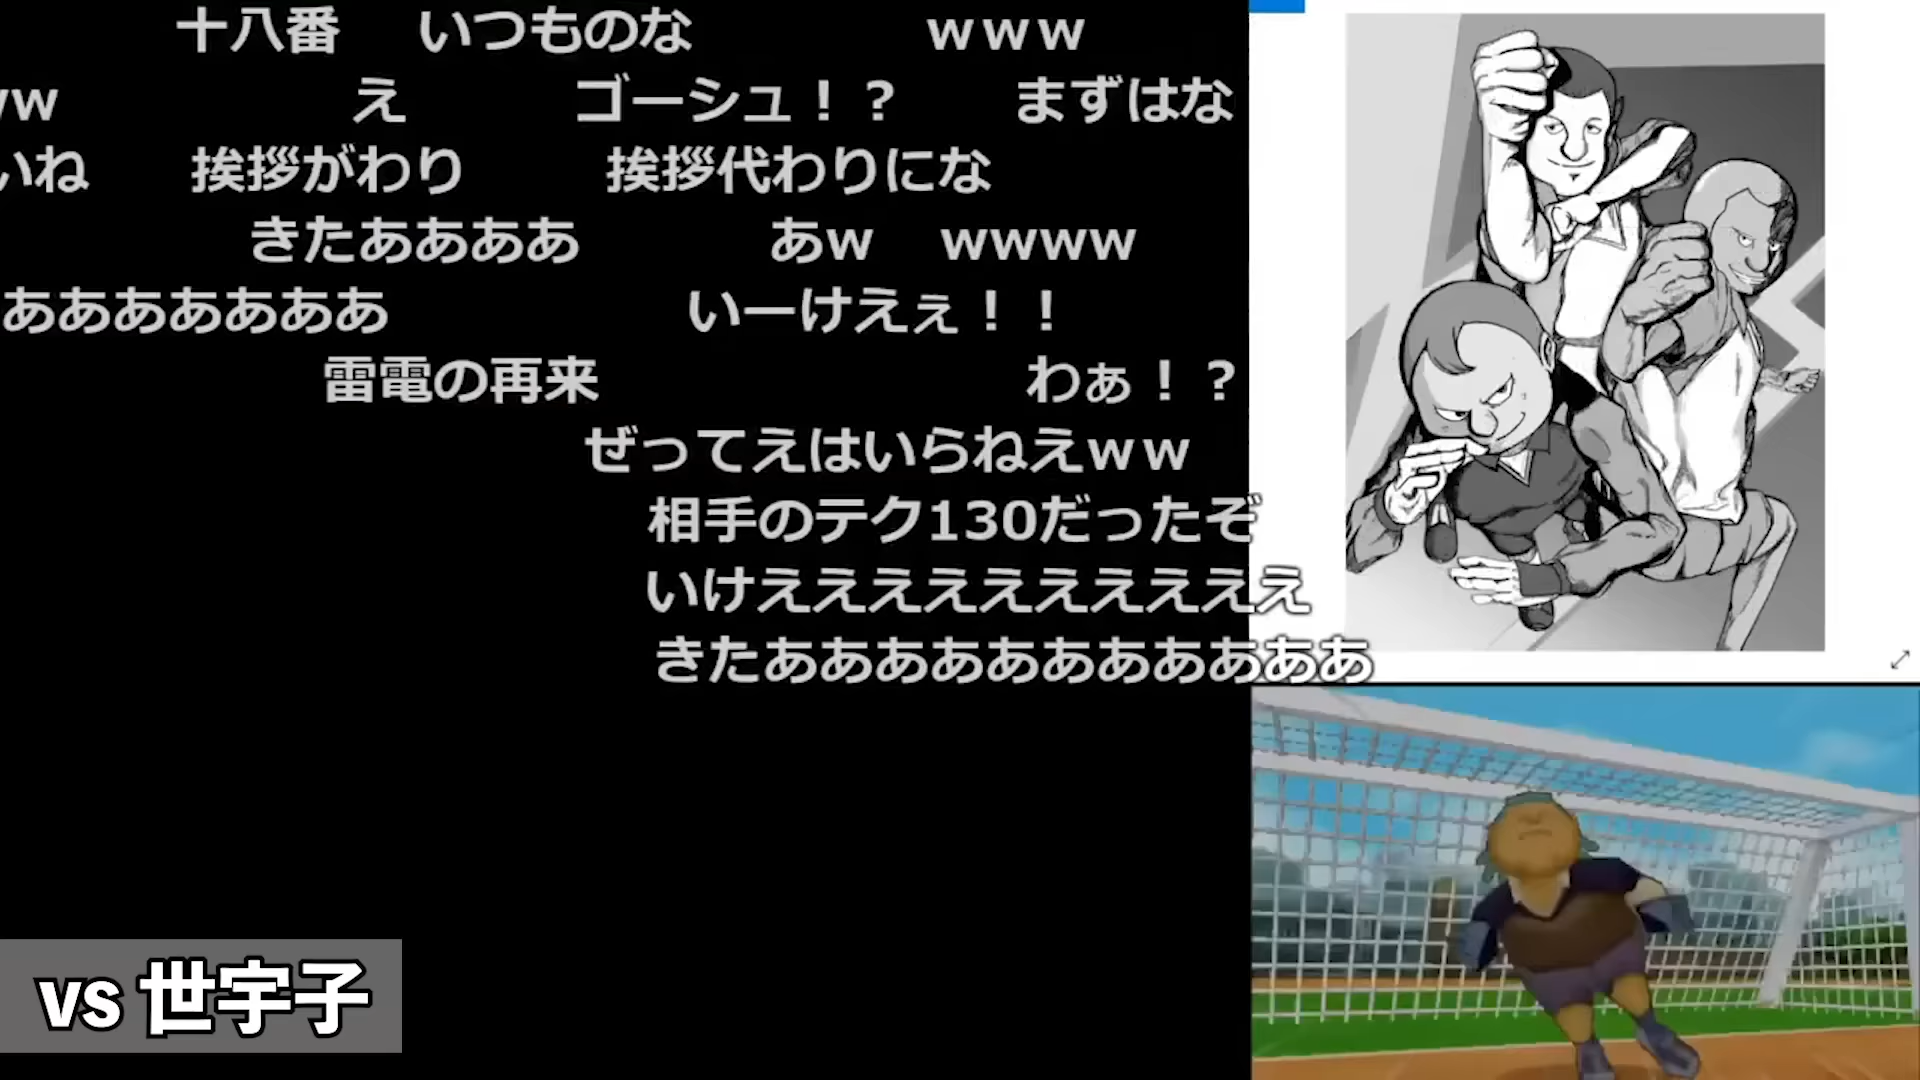 十八番 いつものな ｗｗｗ
w え ゴーシュ！？ まずはな
いね 挨拶がわり 挨拶代わりにな
きたああああ あw wwww
あああああああ いーけえぇ！！
雷電の再来 わぁ！？
ぜってえはいらねえｗｗ
相手のテク130だったぞ
いけええええええええええ
きたあああああああああああ
vs 世宇子